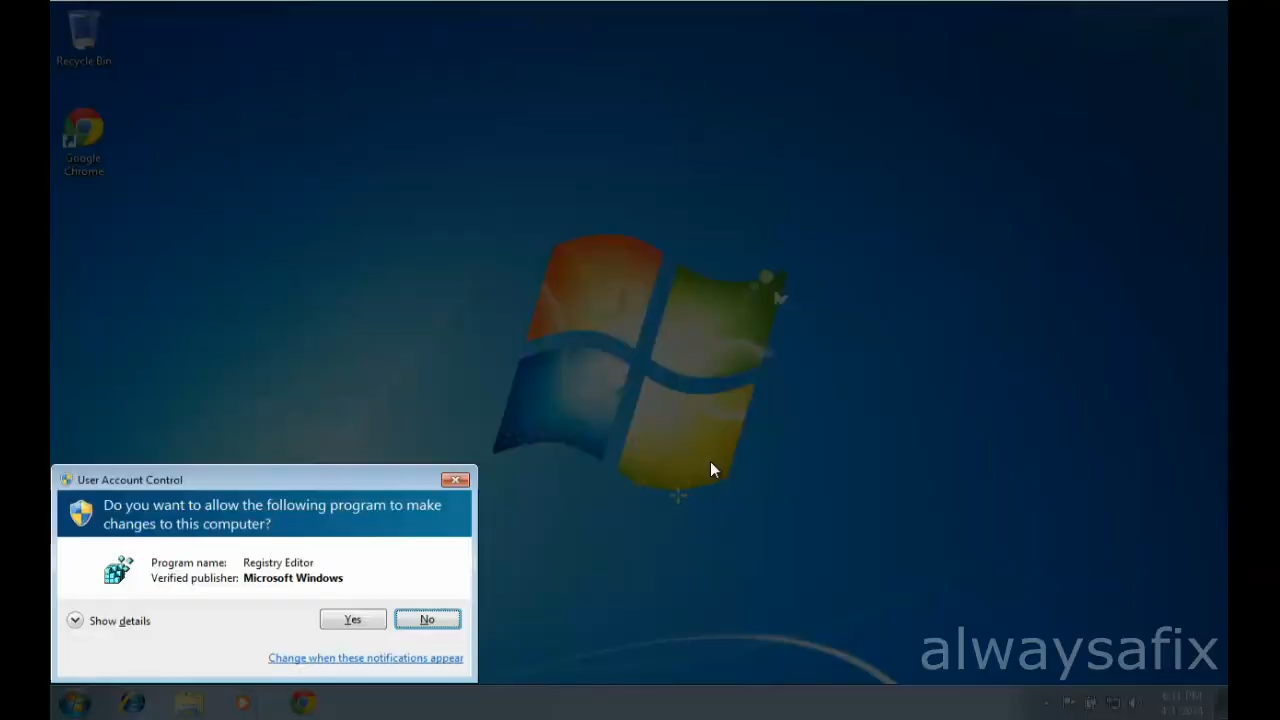 Recycle Bin
Google
Chrome
User Account Control
Do you want to allow the following program to make
changes to this computer?
Program name: Registry Editor
Verified publisher: Microsoft Windows
Show details
Yes
No
Change when these notifications appear
alwaysafix